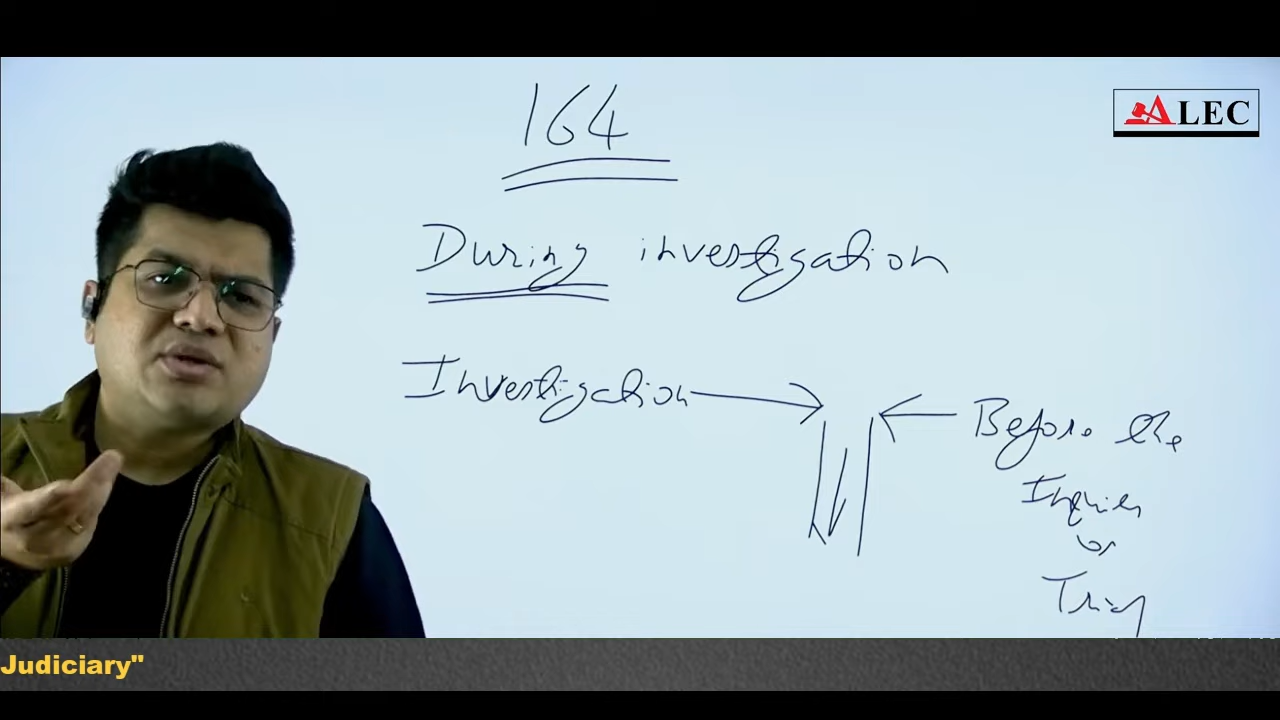 164
ALEC
During investigation
Investigation
Before the
Inquiry
or
Trial
Judiciary"